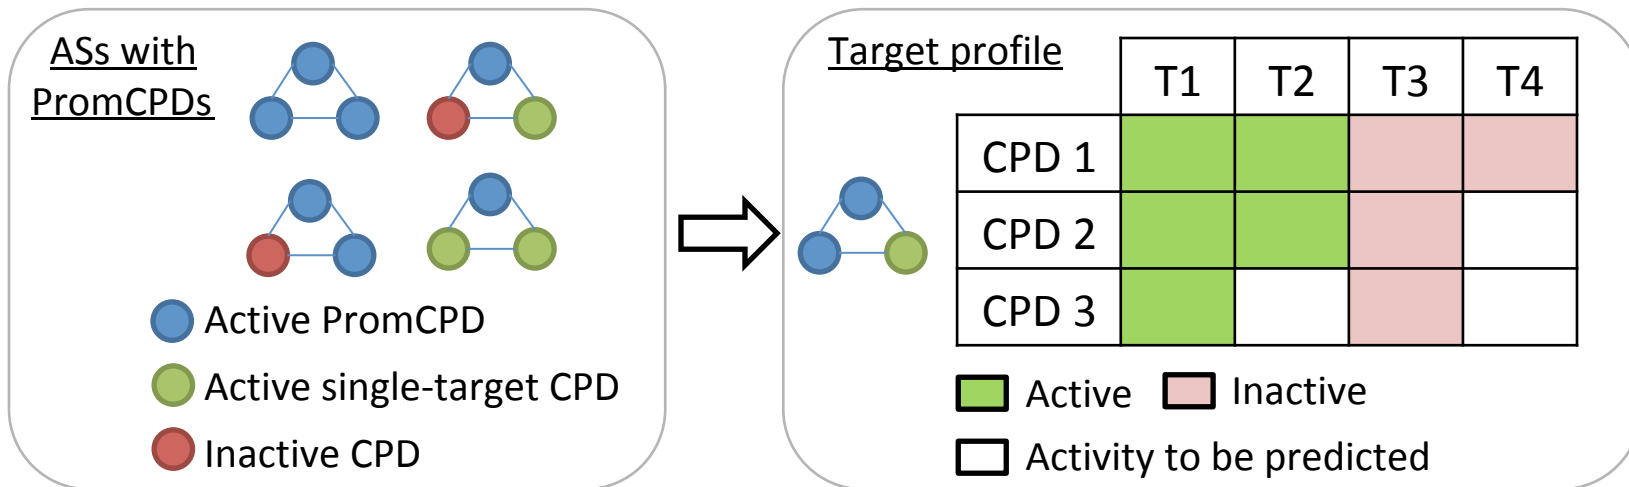 ASs with
PromCPDs
Active PromCPD
Active single-target CPD
Inactive CPD
Target profile
T1 T2 T3 T4
CPD 1
CPD 2
CPD 3
Active Inactive
Activity to be predicted